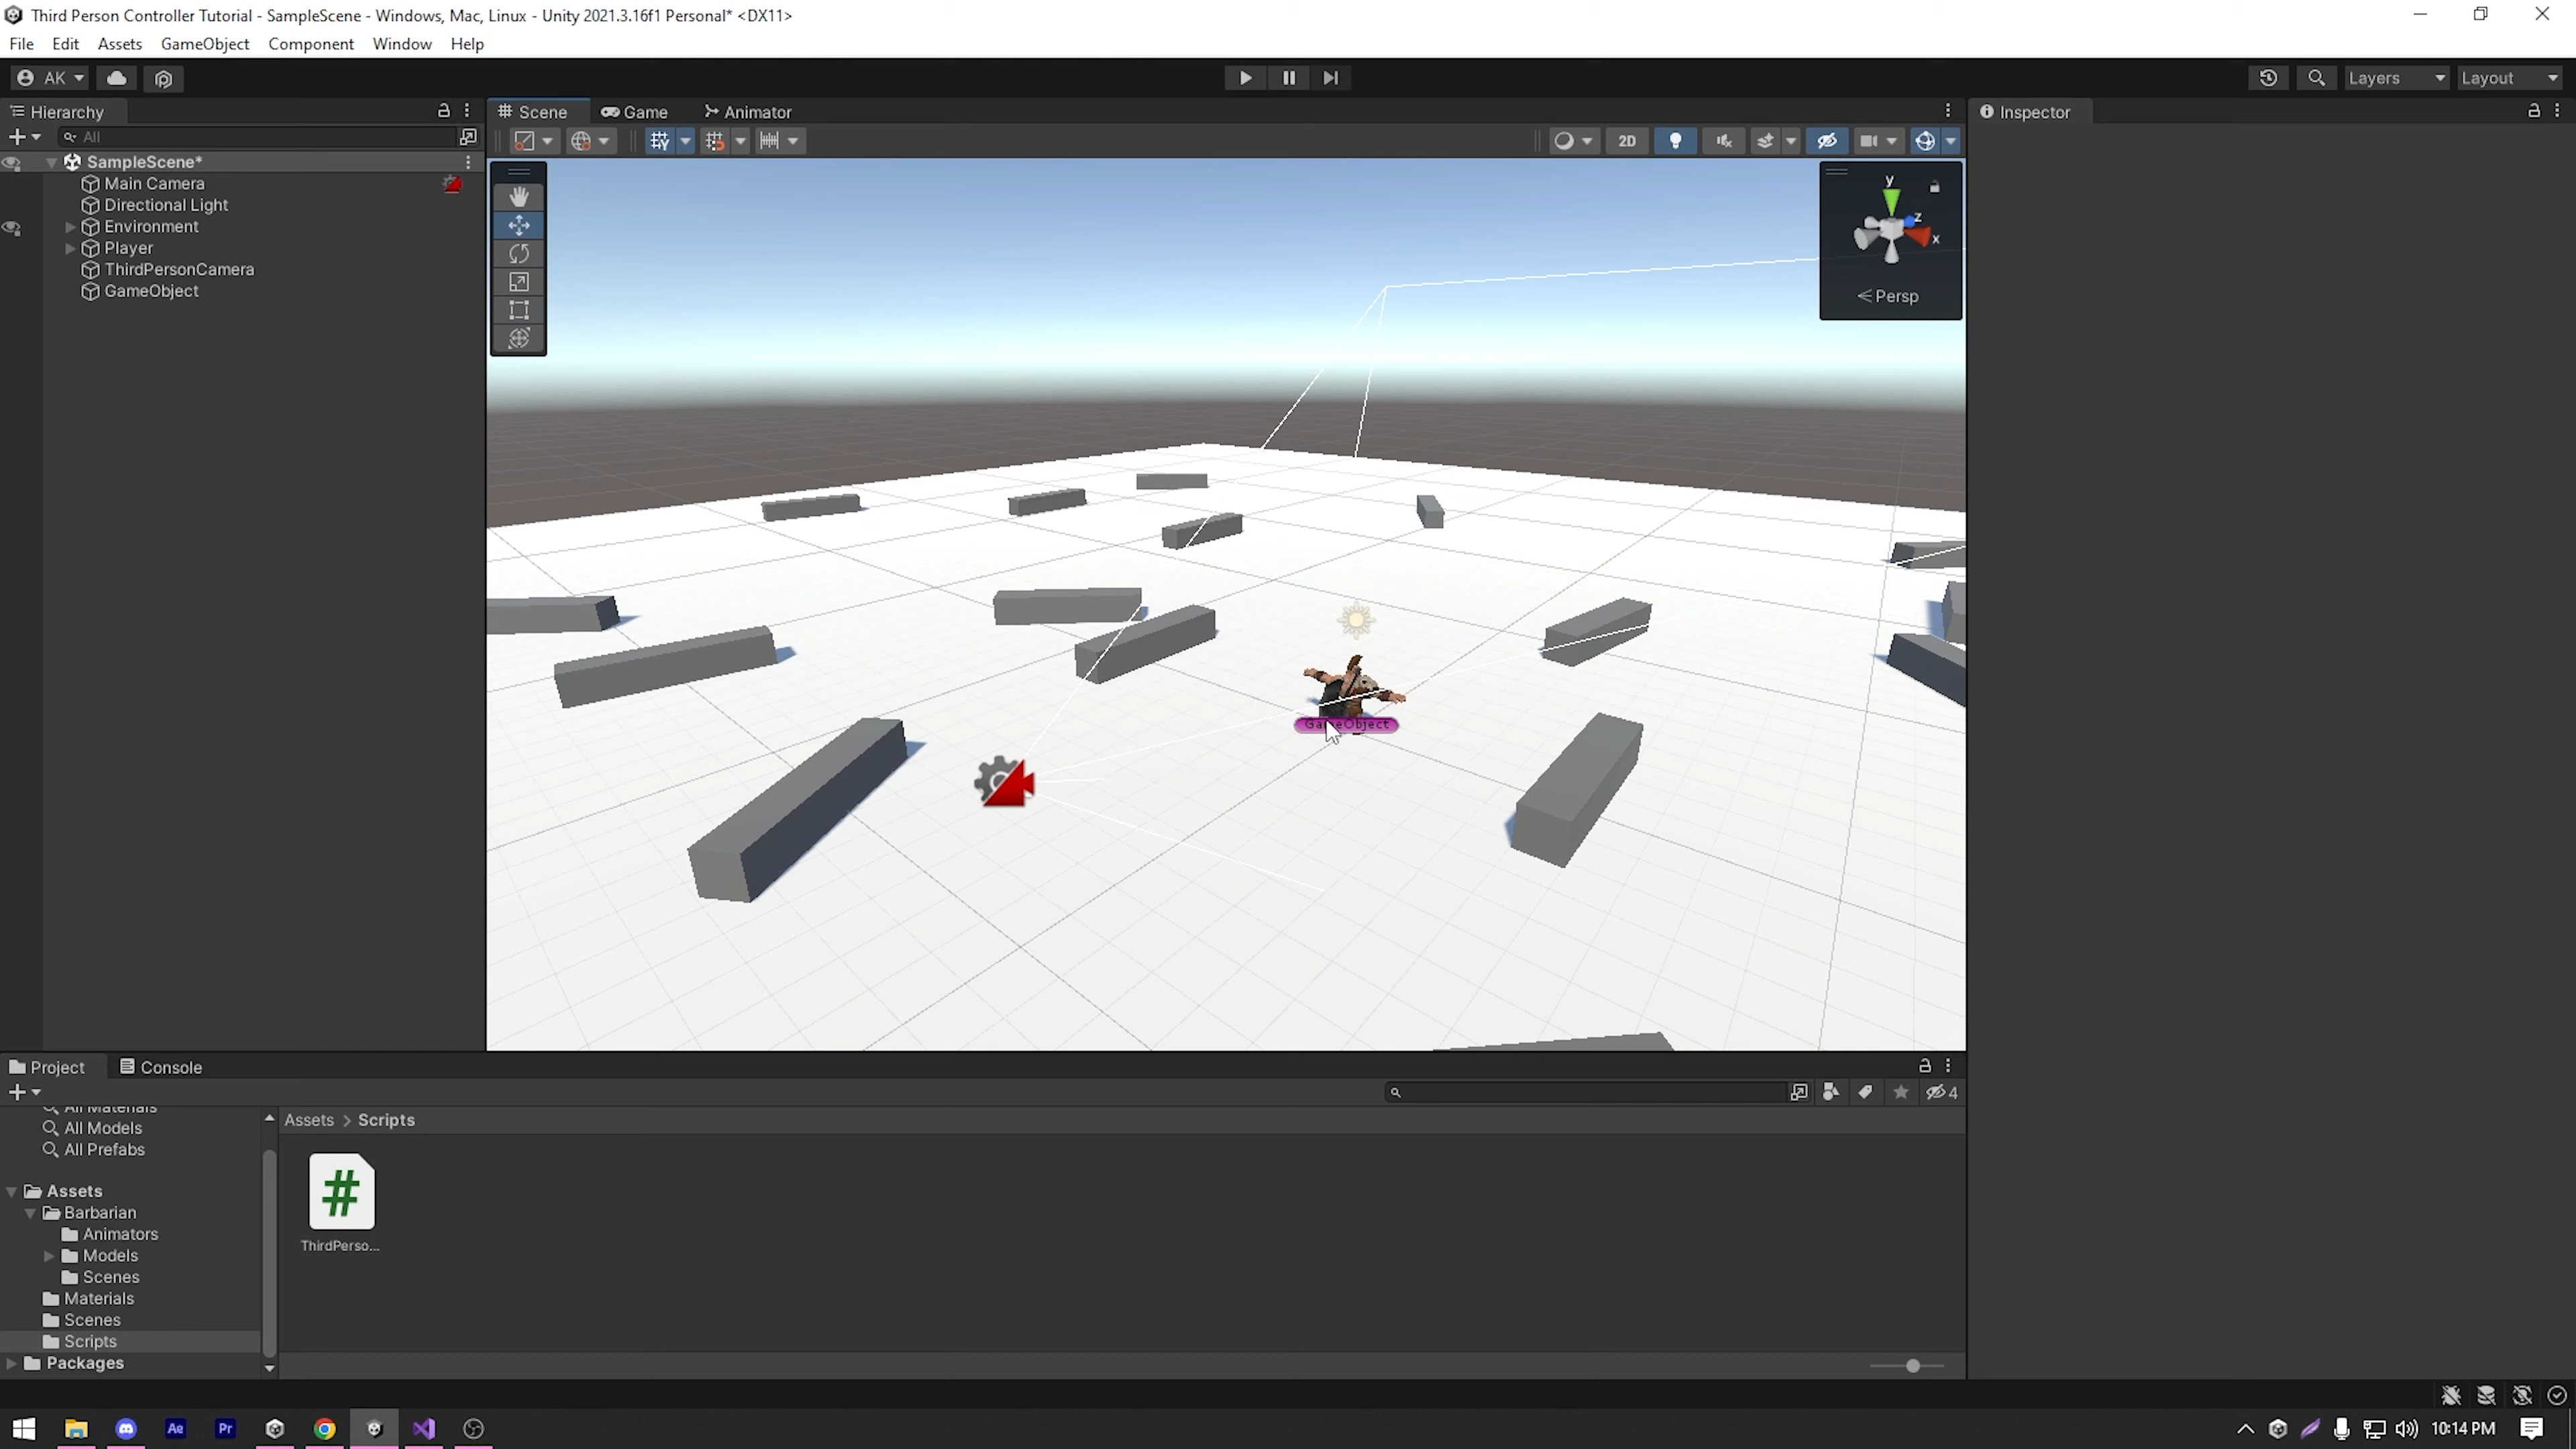 Third Person Controller Tutorial - SampleScene - Windows, Mac, Linux - Unity 2021.3.16f1 Personal* <DX11>
File Edit Assets GameObject Component Window Help
AK Layers Layout
Hierarchy Scene Game Animator Inspector
All 2D
SampleScene*
Main Camera
Directional Light
Environment
Player
ThirdPersonCamera
GameObject
y
z
x
Persp
GameObject
Project Console
4
All Materials
Assets > Scripts
All Models
All Prefabs
Assets
Barbarian
Animators
Models
Scenes
Materials
Scenes
Scripts
Packages
#
ThirdPerso...
Ae Pr 10:14 PM